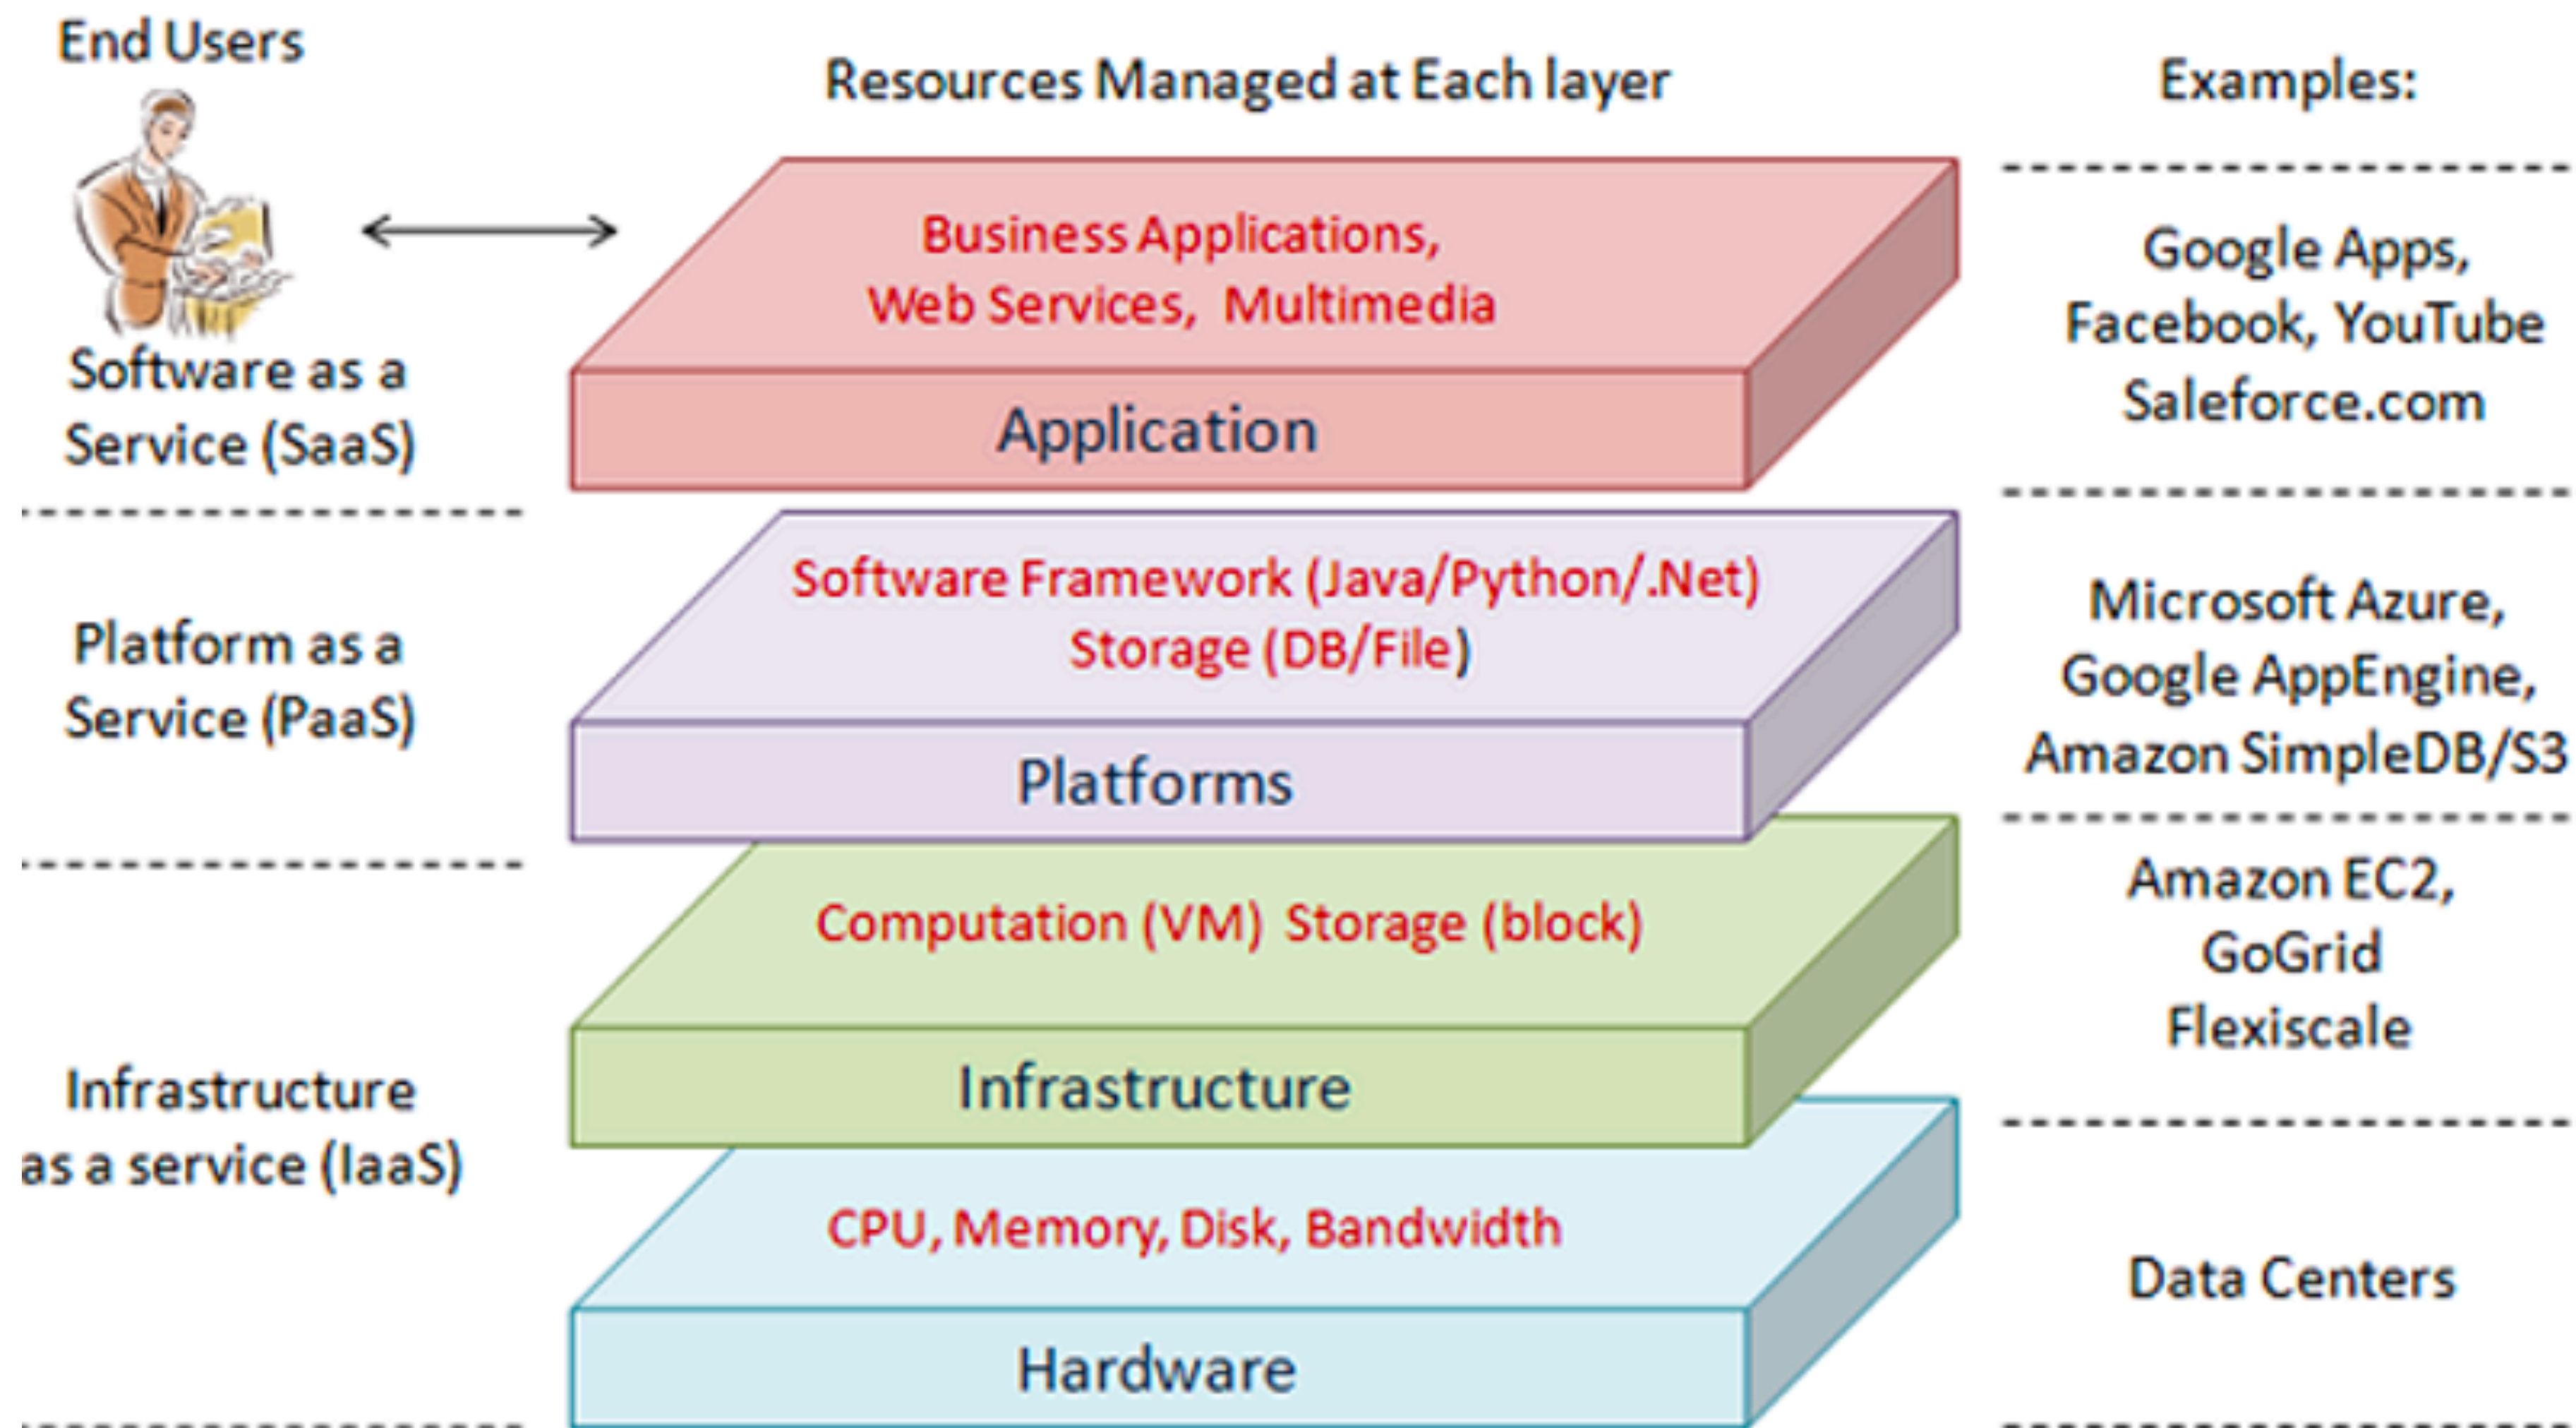 End Users
Resources Managed at Each layer
Examples:
Business Applications,
Web Services, Multimedia
Application
Software as a
Service (SaaS)
Google Apps,
Facebook, YouTube
Saleforce.com
Software Framework (Java/Python/.Net)
Storage (DB/File)
Platforms
Platform as a
Service (PaaS)
Microsoft Azure,
Google AppEngine,
Amazon SimpleDB/S3
Computation (VM) Storage (block)
Infrastructure
Amazon EC2,
GoGrid
Flexiscale
Infrastructure
as a service (IaaS)
CPU, Memory, Disk, Bandwidth
Hardware
Data Centers